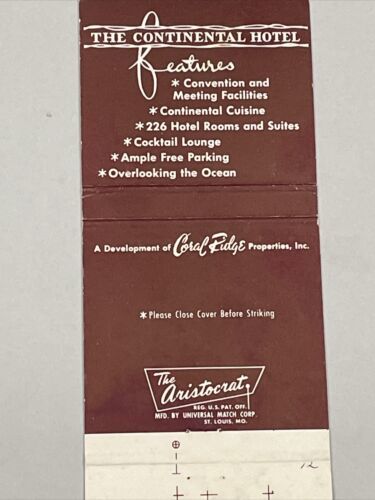 THE CONTINENTAL HOTEL
features
* Convention and
Meeting Facilities
* Continental Cuisine
* 226 Hotel Rooms and Suites
* Cocktail Lounge
* Ample Free Parking
* Overlooking the Ocean
A Development of Coral Ridge Properties, Inc.
* Please Close Cover Before Striking
The
Aristocrat
REG. U.S. PAT. OFF.
MFD. BY UNIVERSAL MATCH CORP.
ST. LOUIS, MO.
12